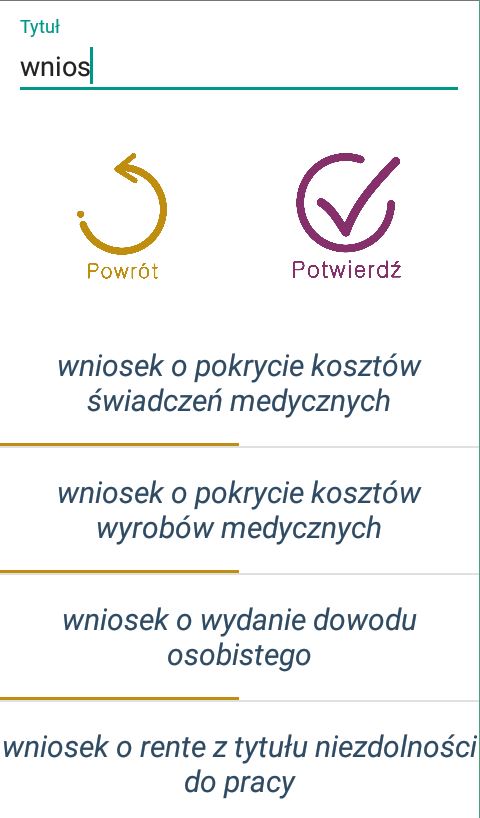 Tytuł
wnios
Powrót
Potwierdź
wniosek o pokrycie kosztów
świadczeń medycznych
wniosek o pokrycie kosztów
wyrobów medycznych
wniosek o wydanie dowodu
osobistego
wniosek o rente z tytułu niezdolności
do pracy